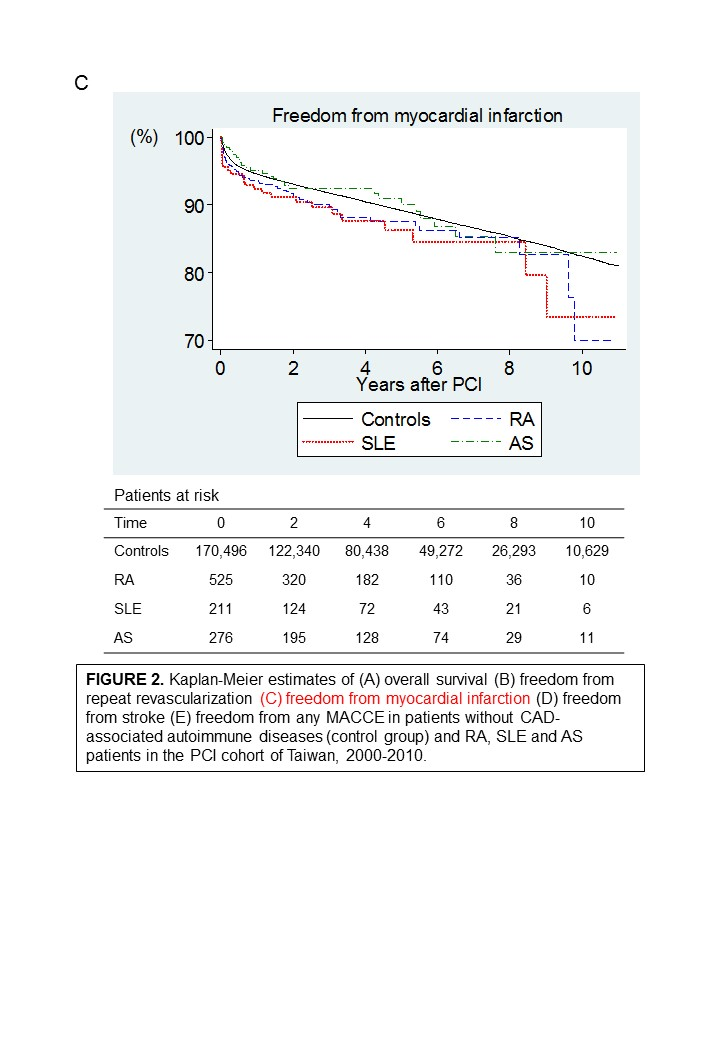 C
Freedom from myocardial infarction
(%)
100
90
80
70
0 2 4 6 8 10
Years after PCI
Controls RA
SLE AS
Patients at risk
Time 0 2 4 6 8 10
Controls 170,496 122,340 80,438 49,272 26,293 10,629
RA 525 320 182 110 36 10
SLE 211 124 72 43 21 6
AS 276 195 128 74 29 11
FIGURE 2. Kaplan-Meier estimates of (A) overall survival (B) freedom from
repeat revascularization (C) freedom from myocardial infarction (D) freedom
from stroke (E) freedom from any MACCE in patients without CAD-
associated autoimmune diseases (control group) and RA, SLE and AS
patients in the PCI cohort of Taiwan, 2000-2010.